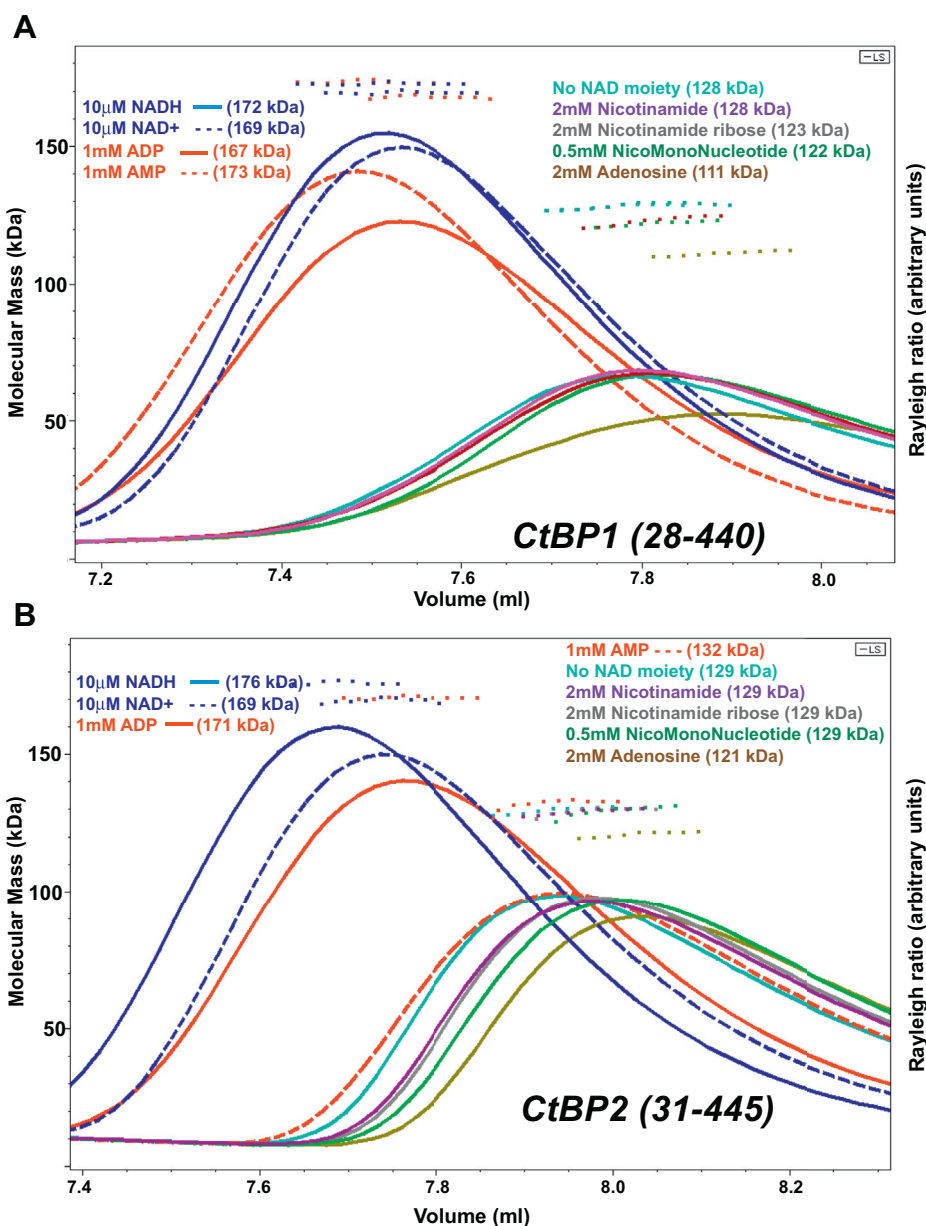 A
LS
10μM NADH (172 kDa)
10μM NAD+ (169 kDa)
1mM ADP (167 kDa)
1mM AMP (173 kDa)
No NAD moiety (128 kDa)
2mM Nicotinamide (128 kDa)
2mM Nicotinamide ribose (123 kDa)
0.5mM NicoMonoNucleotide (122 kDa)
2mM Adenosine (111 kDa)
150
100
50
Molecular Mass (kDa)
Rayleigh ratio (arbitrary units)
CtBP1 (28-440)
7.2 7.4 7.6 7.8 8.0
Volume (ml)
B
LS
10μM NADH (176 kDa)
10μM NAD+ (169 kDa)
1mM ADP (171 kDa)
1mM AMP --- (132 kDa)
No NAD moiety (129 kDa)
2mM Nicotinamide (129 kDa)
2mM Nicotinamide ribose (129 kDa)
0.5mM NicoMonoNucleotide (129 kDa)
2mM Adenosine (121 kDa)
150
100
50
Molecular Mass (kDa)
Rayleigh ratio (arbitrary units)
CtBP2 (31-445)
7.4 7.6 7.8 8.0 8.2
Volume (ml)